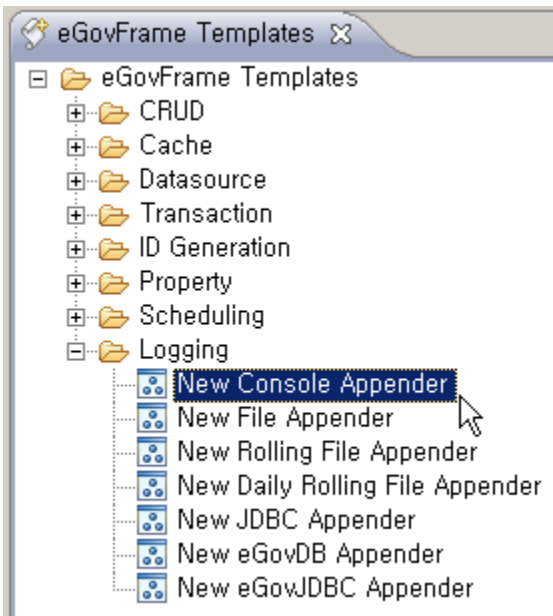 eGovFrame Templates
eGovFrame Templates
CRUD
Cache
Datasource
Transaction
ID Generation
Property
Scheduling
Logging
New Console Appender
New File Appender
New Rolling File Appender
New Daily Rolling File Appender
New JDBC Appender
New eGovDB Appender
New eGovJDBC Appender